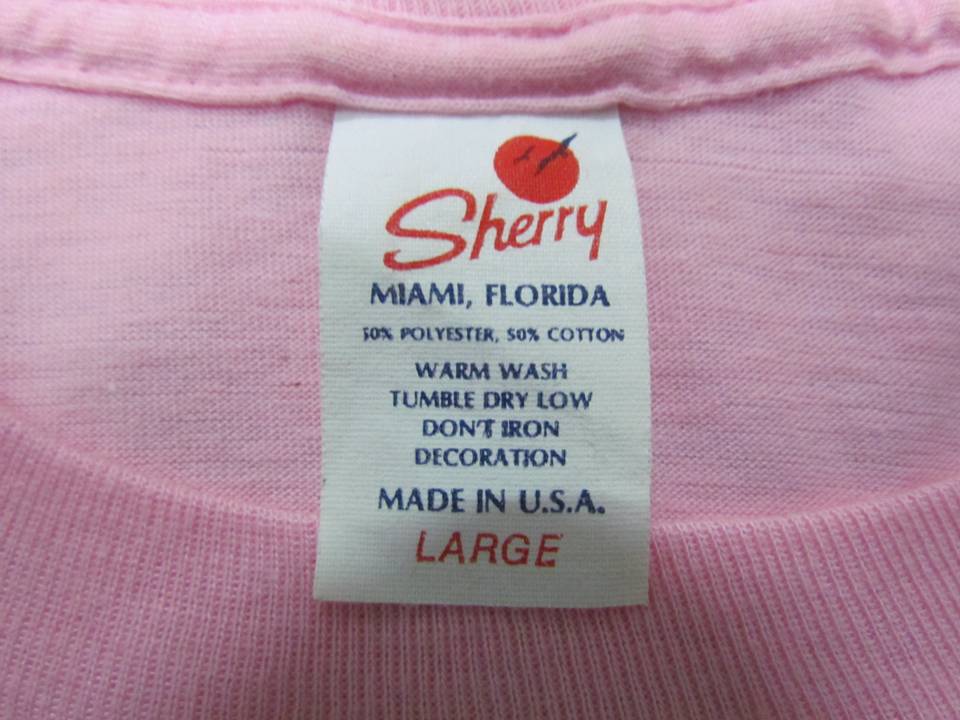 Sherry
MIAMI, FLORIDA
50% POLYESTER, 50% COTTON
WARM WASH
TUMBLE DRY LOW
DON'T IRON
DECORATION
MADE IN U.S.A.
LARGE